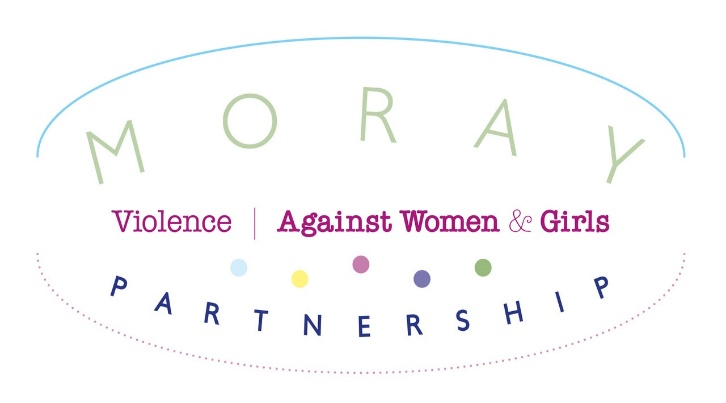 MORAY
Violence | Against Women & Girls
PARTNERSHIP